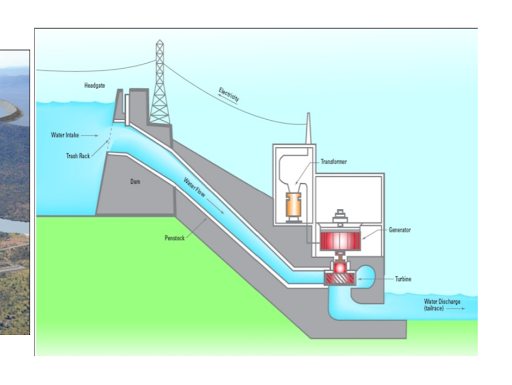 Headgate
Electricity
Water Intake
Trash Rack
Transformer
Dam
Water Flow
Penstock
Generator
Turbine
Water Discharge
(tailrace)